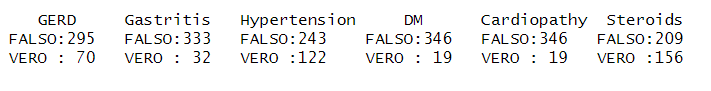 GERD Gastritis Hypertension DM Cardiopathy Steroids
FALSO:295 FALSO:333 FALSO:243 FALSO:346 FALSO:346 FALSO:209
VERO : 70 VERO : 32 VERO :122 VERO : 19 VERO : 19 VERO :156